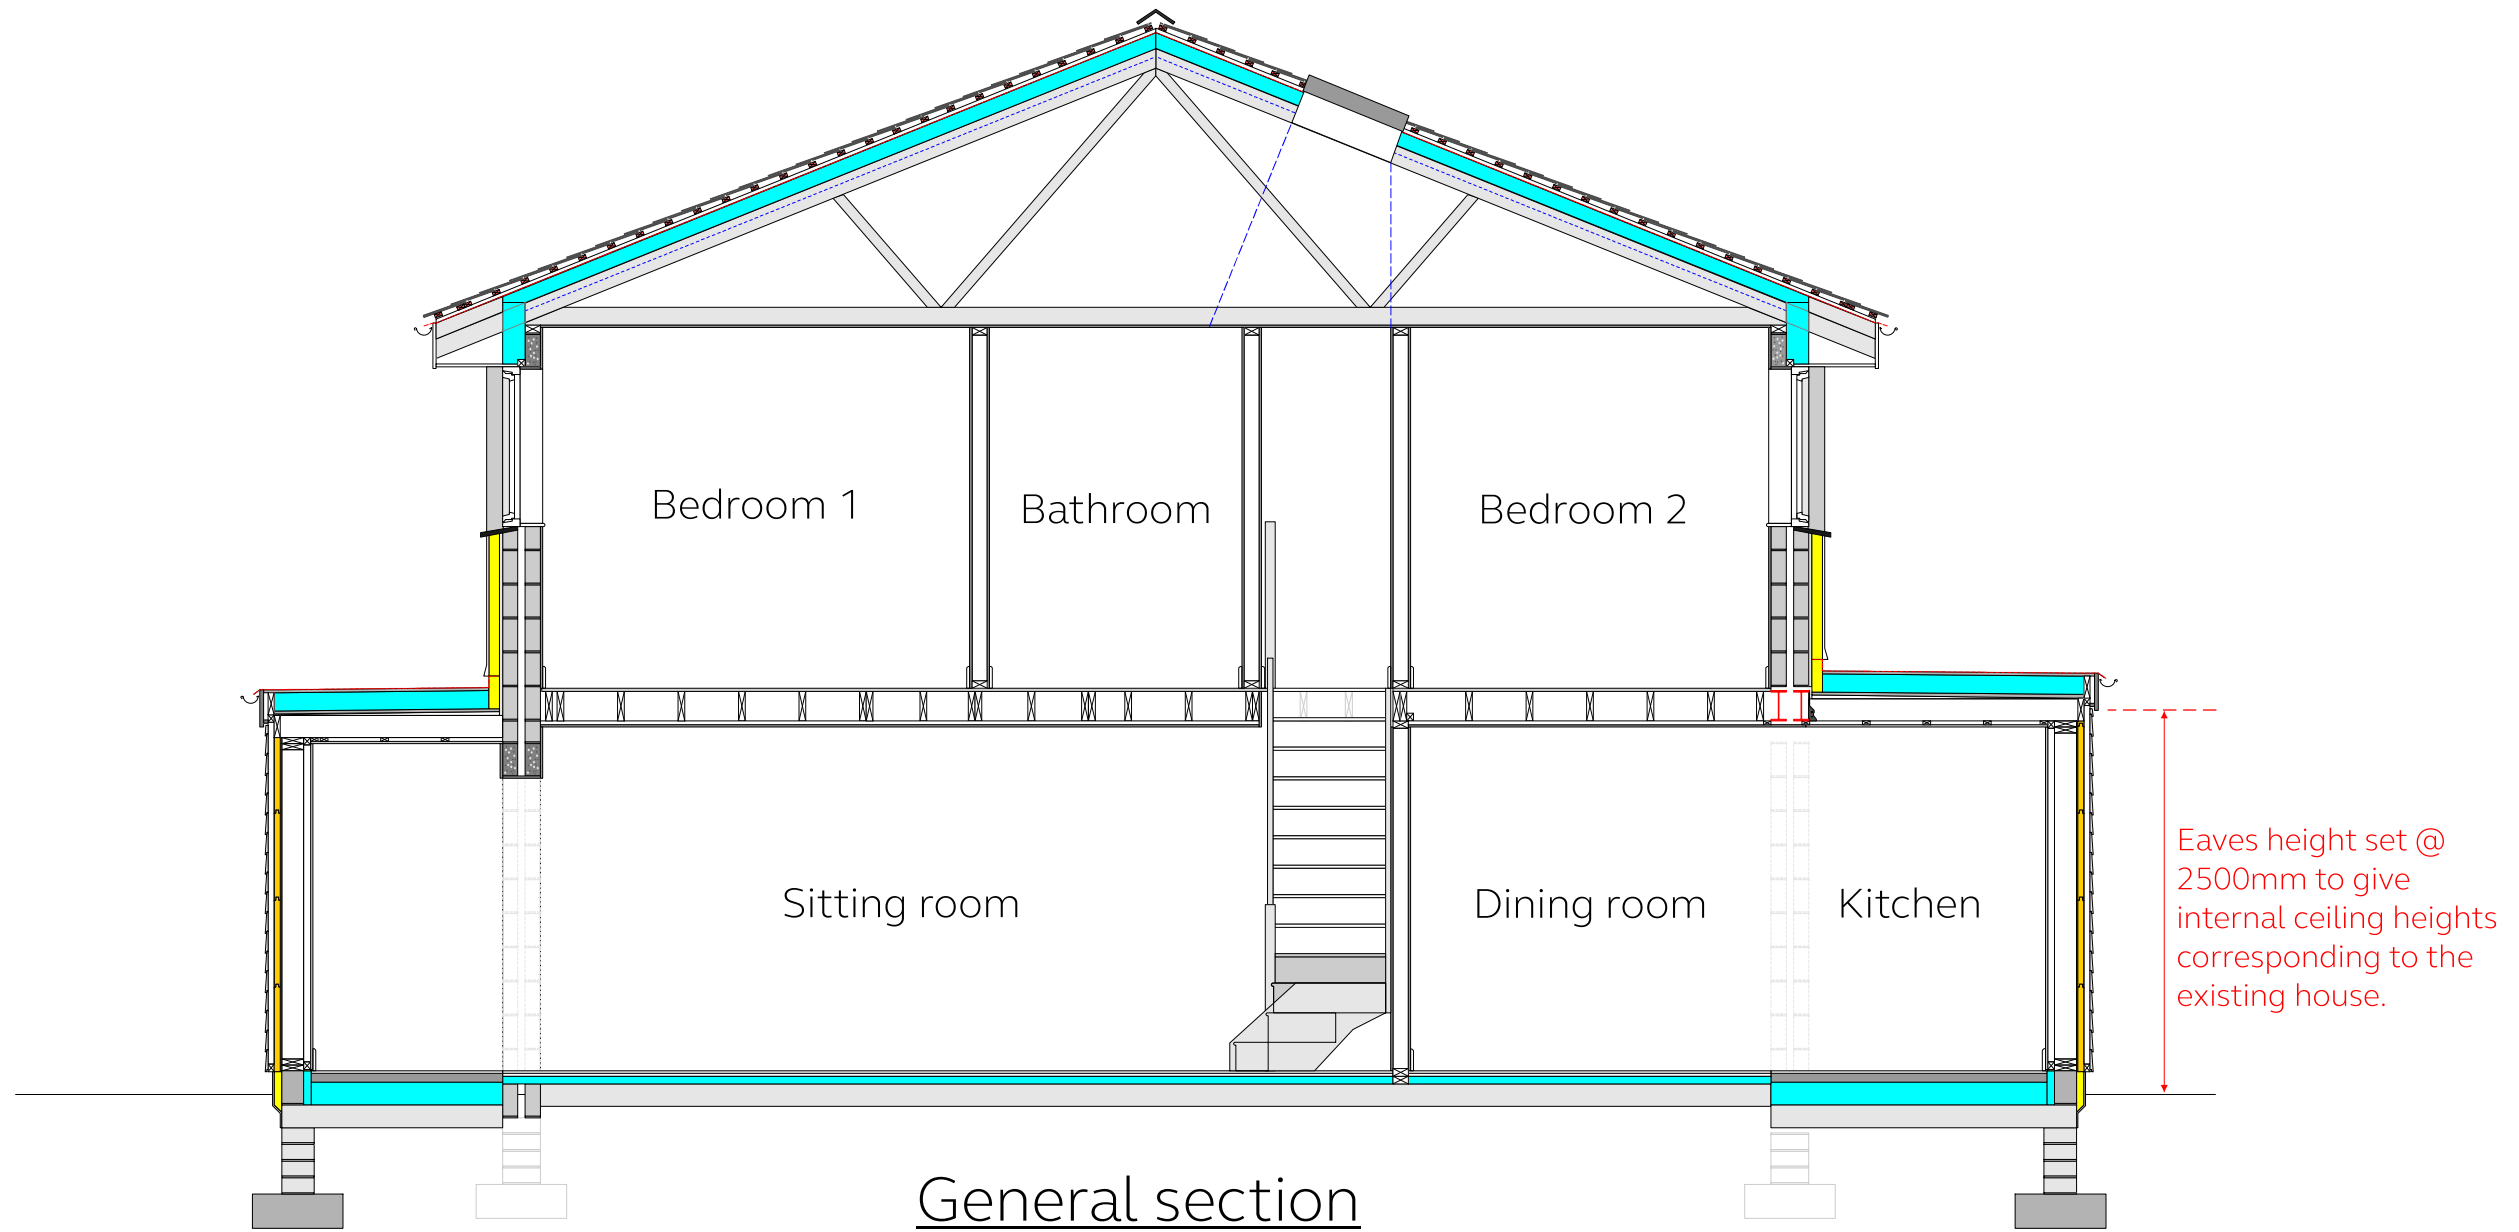 Bedroom 1
Bathroom
Bedroom 2
Sitting room
Dining room
Kitchen
Eaves height set @
2500mm to give
internal ceiling heights
corresponding to the
existing house.
General section